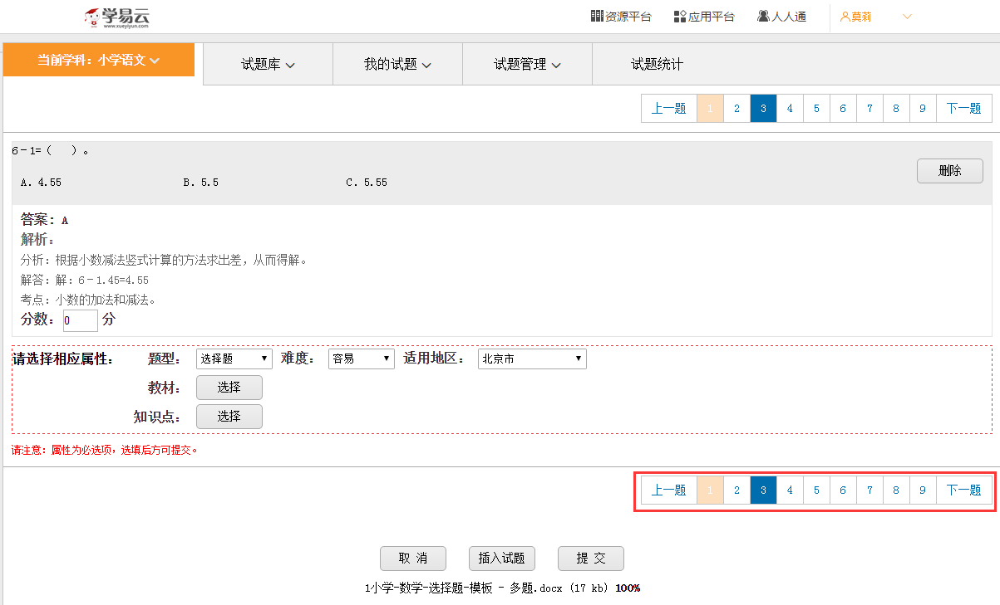 学易云
www.xueyiyun.com
资源平台 应用平台 人人通 莫莉
当前学科：小学语文 试题库 我的试题 试题管理 试题统计
上一题 1 2 3 4 5 6 7 8 9 下一题
6－1=（ ）。
A. 4.55 B. 5.5 C. 5.55
删除
答案：A
解析：
分析：根据小数减法竖式计算的方法求出差，从而得解。
解答：解：6－1.45=4.55
考点：小数的加法和减法。
分数：0 分
请选择相应属性： 题型： 选择题 难度： 容易 适用地区： 北京市
教材： 选择
知识点： 选择
请注意：属性为必选项，选填后方可提交。
上一题 1 2 3 4 5 6 7 8 9 下一题
取 消 插入试题 提 交
1小学-数学-选择题-模板 - 多题.docx (17 kb) 100%